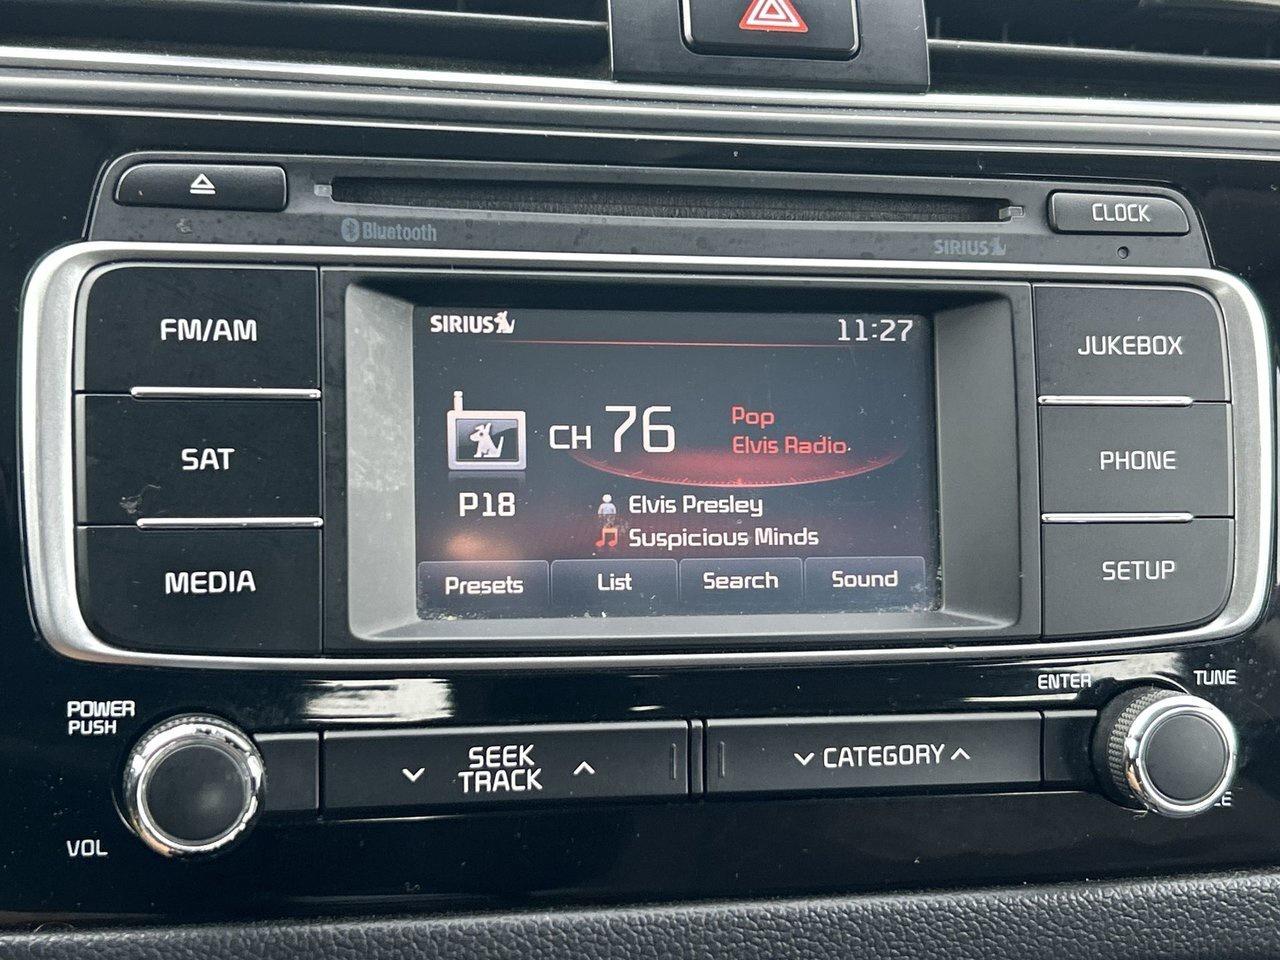 CLOCK
Bluetooth
SIRIUS
FM/AM
SAT
MEDIA
SIRIUS
11:27
CH 76
Pop
Elvis Radio
P18
Elvis Presley
Suspicious Minds
Presets
List
Search
Sound
JUKEBOX
PHONE
SETUP
POWER
PUSH
VOL
SEEK
TRACK
CATEGORY
ENTER
TUNE